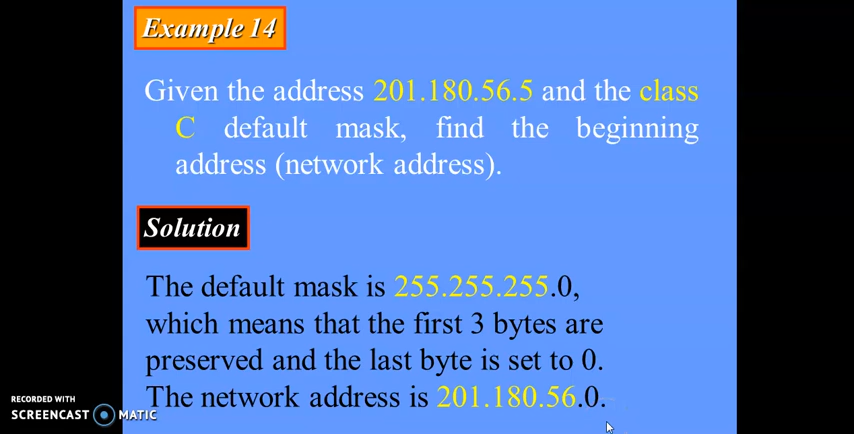 Example 14
Given the address 201.180.56.5 and the class
C default mask, find the beginning
address (network address).
Solution
The default mask is 255.255.255.0,
which means that the first 3 bytes are
preserved and the last byte is set to 0.
The network address is 201.180.56.0.
RECORDED WITH
SCREENCAST MATIC